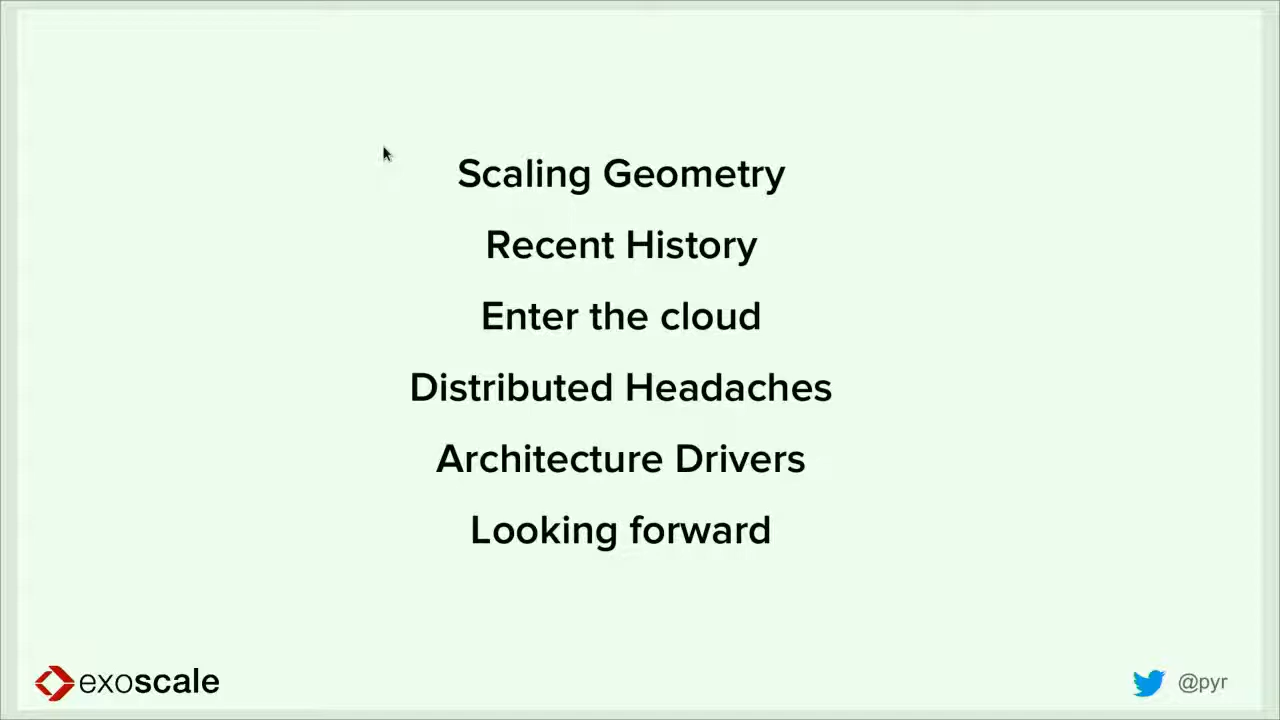 Scaling Geometry
Recent History
Enter the cloud
Distributed Headaches
Architecture Drivers
Looking forward
exoscale
@pyr